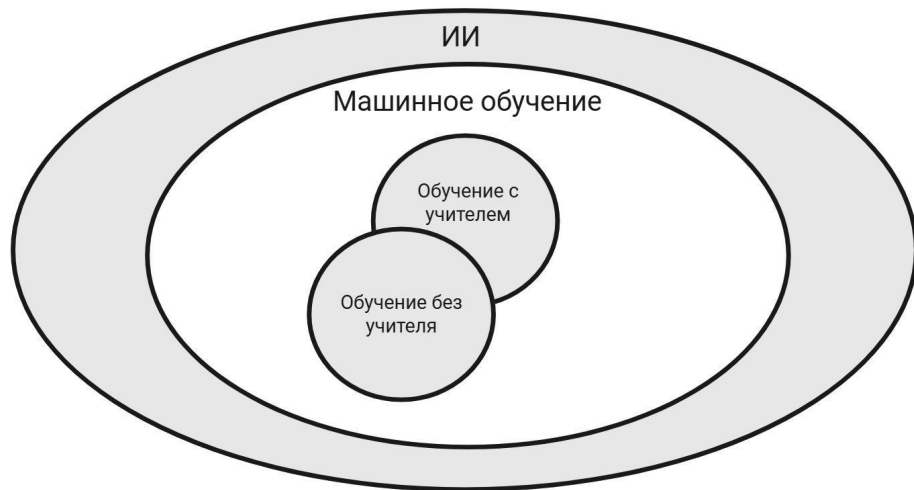 ИИ
Машинное обучение
Обучение с
учителем
Обучение без
учителя